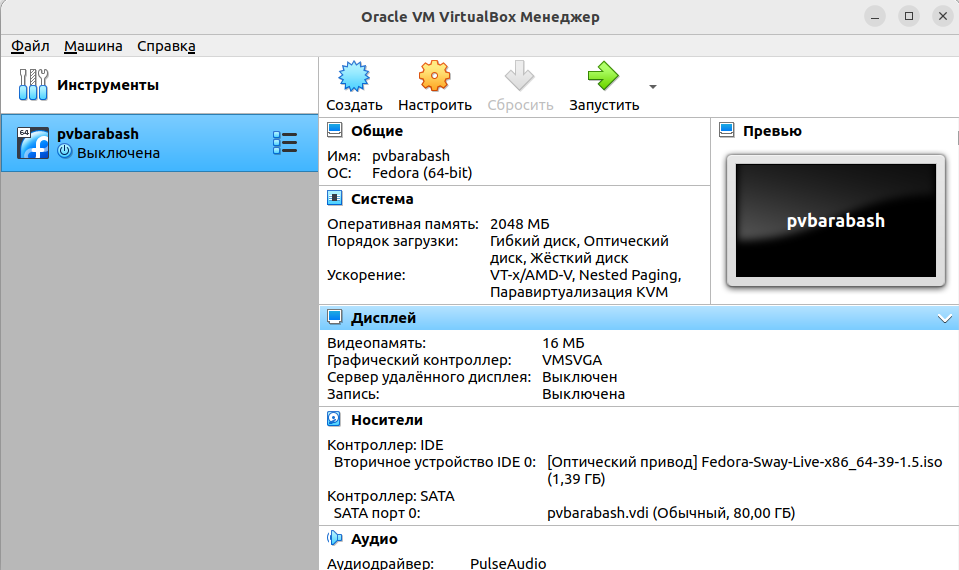 Oracle VM VirtualBox Менеджер
Файл Машина Справка
Инструменты
Создать Настроить Сбросить Запустить
64
pvbarabash
Выключена
Общие
Имя: pvbarabash
ОС: Fedora (64-bit)
Превью
pvbarabash
Система
Оперативная память: 2048 МБ
Порядок загрузки: Гибкий диск, Оптический
диск, Жёсткий диск
Ускорение: VT-x/AMD-V, Nested Paging,
Паравиртуализация KVM
Дисплей
Видеопамять: 16 МБ
Графический контроллер: VMSVGA
Сервер удалённого дисплея: Выключен
Запись: Выключена
Носители
Контроллер: IDE
Вторичное устройство IDE 0: [Оптический привод] Fedora-Sway-Live-x86_64-39-1.5.iso
(1,39 ГБ)
Контроллер: SATA
SATA порт 0: pvbarabash.vdi (Обычный, 80,00 ГБ)
Аудио
Аудиодрайвер: PulseAudio